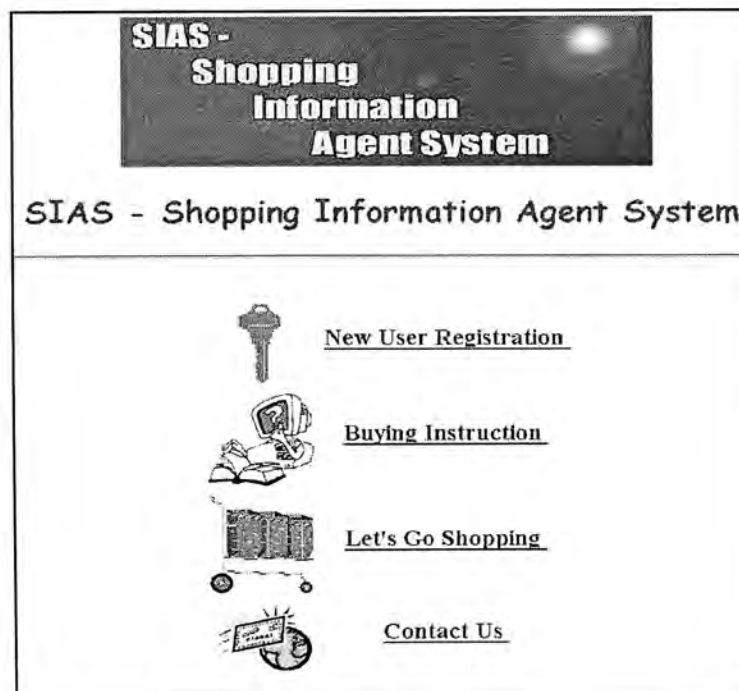 SIAS -
Shopping
Information
Agent System
SIAS - Shopping Information Agent System
New User Registration
Buying Instruction
Let's Go Shopping
Contact Us